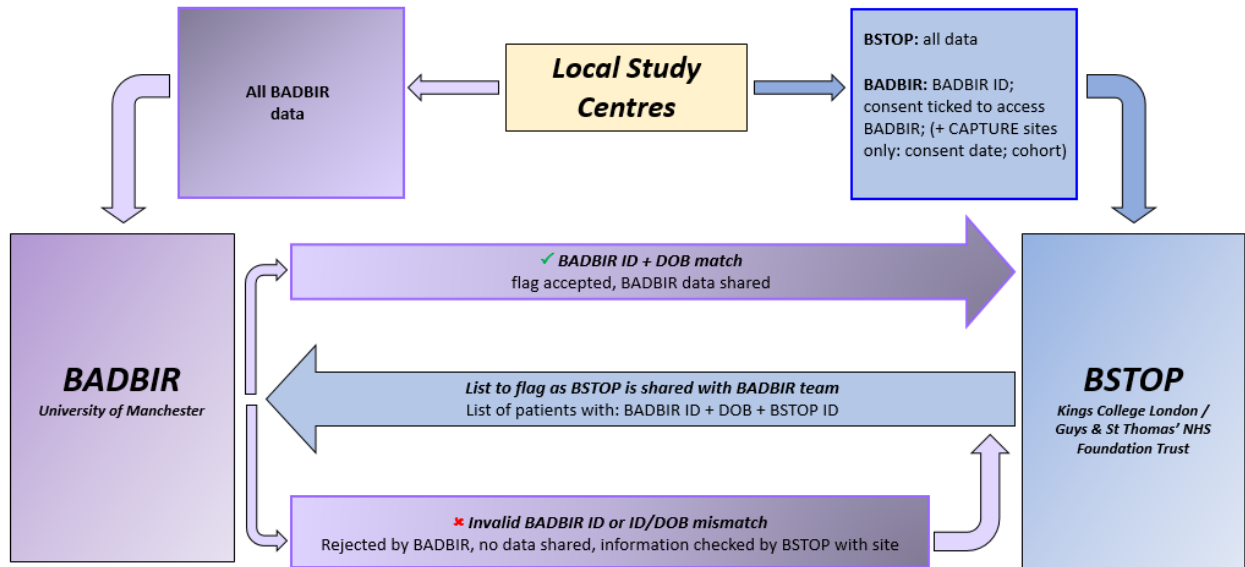 All BADBIR
data
Local Study
Centres
BSTOP: all data
BADBIR: BADBIR ID;
consent ticked to access
BADBIR; (+ CAPTURE sites
only: consent date; cohort)
✓ BADBIR ID + DOB match
flag accepted, BADBIR data shared
BADBIR
University of Manchester
List to flag as BSTOP is shared with BADBIR team
List of patients with: BADBIR ID + DOB + BSTOP ID
BSTOP
Kings College London /
Guys & St Thomas’ NHS
Foundation Trust
✖ Invalid BADBIR ID or ID/DOB mismatch
Rejected by BADBIR, no data shared, information checked by BSTOP with site